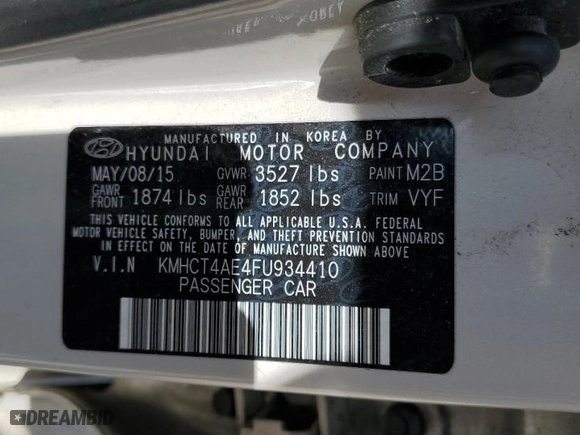 KOREA
MANUFACTURED IN KOREA BY
HYUNDAI MOTOR COMPANY
MAY/08/15 GVWR 3527 lbs PAINT M2B
GAWR FRONT 1874 lbs GAWR REAR 1852 lbs TRIM VYF
THIS VEHICLE CONFORMS TO ALL APPLICABLE U.S.A. FEDERAL
MOTOR VEHICLE SAFETY, BUMPER, AND THEFT PREVENTION STANDARDS
IN EFFECT ON THE DATE OF MANUFACTURE SHOWN ABOVE.
V.I.N KMHCT4AE4FU934410
PASSENGER CAR
DREAMBID